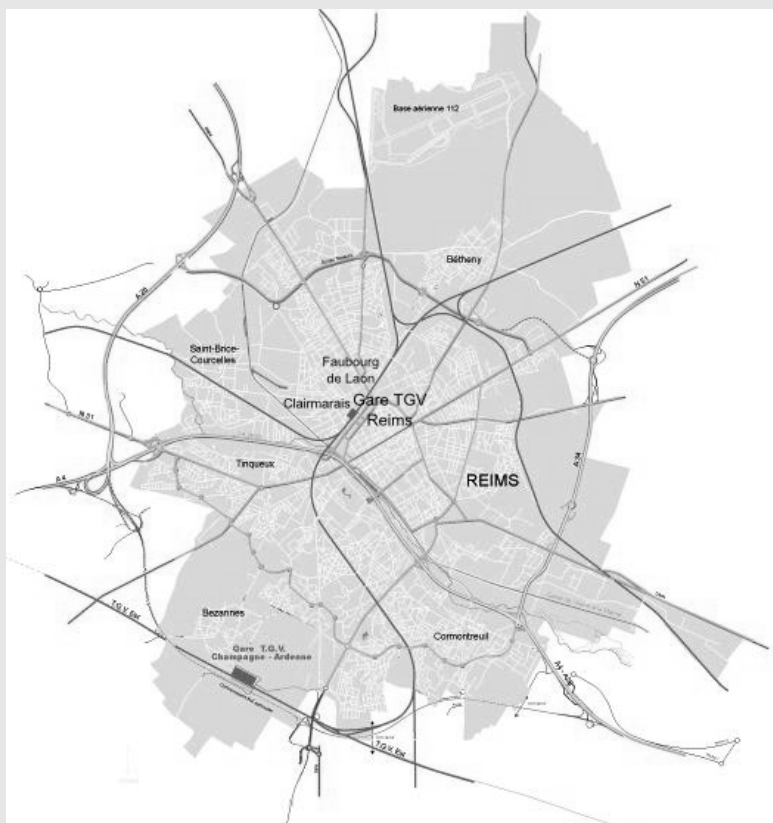 Base aérienne 112
Bétheny
N 51
A 26
Saint-Brice-
Courcelles
Faubourg
de Laon
Clairmarais
Gare TGV
Reims
N 31
A 4
Tinqueux
REIMS
A 34
T.G.V. Est
Bezannes
Gare T.G.V.
Champagne - Ardenne
Cormontreuil
T.G.V. Est